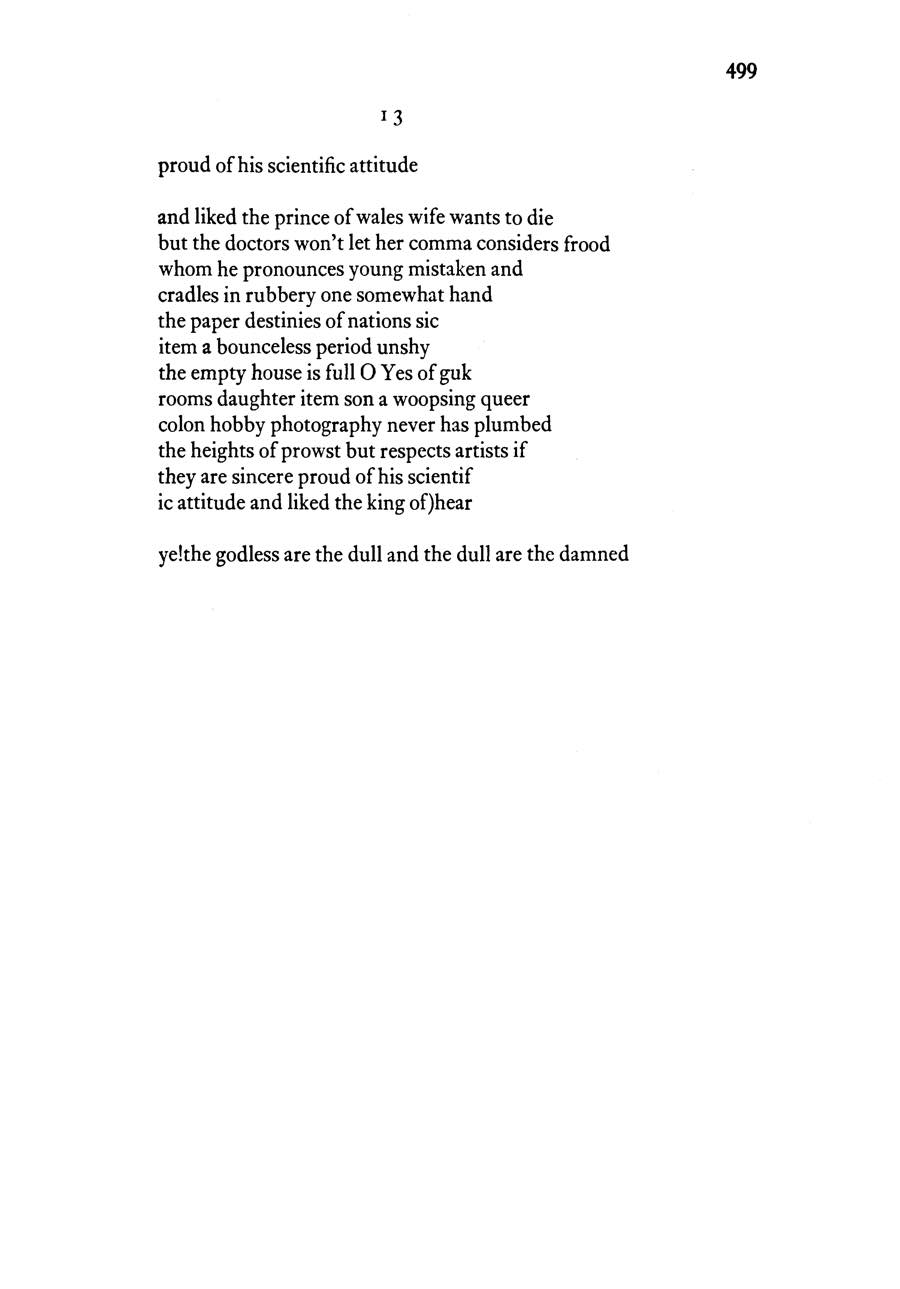 499
13
proud of his scientific attitude
and liked the prince of wales wife wants to die
but the doctors won't let her comma considers frood
whom he pronounces young mistaken and
cradles in rubbery one somewhat hand
the paper destinies of nations sic
item a bounceless period unshy
the empty house is full O Yes of guk
rooms daughter item son a woopsing queer
colon hobby photography never has plumbed
the heights of prowst but respects artists if
they are sincere proud of his scientif
ic attitude and liked the king of)hear
ye!the godless are the dull and the dull are the damned